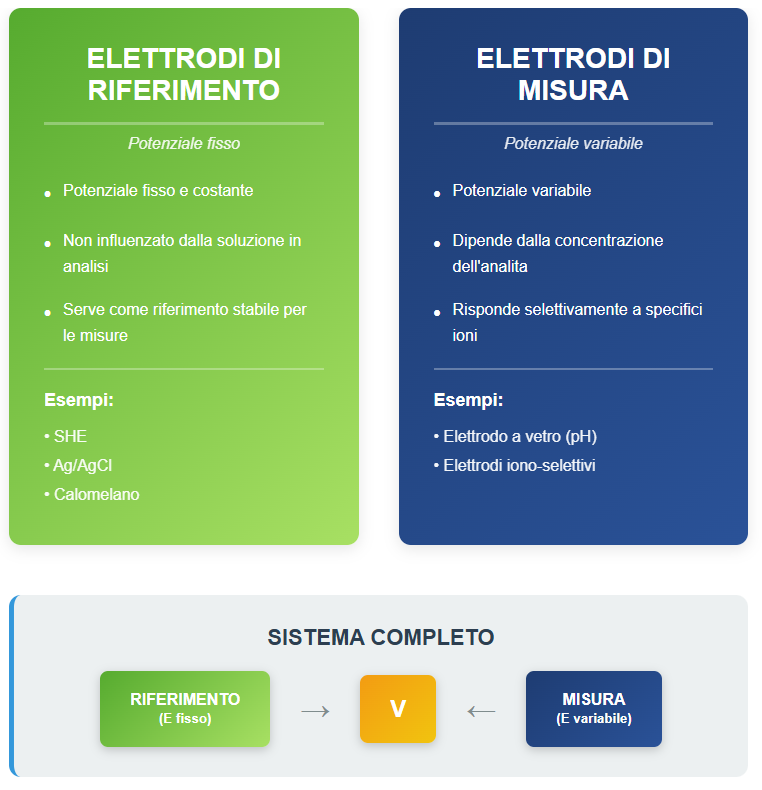 ELETTRODI DI
RIFERIMENTO
Potenziale fisso
• Potenziale fisso e costante
• Non influenzato dalla soluzione in
analisi
• Serve come riferimento stabile per
le misure
Esempi:
• SHE
• Ag/AgCl
• Calomelano
ELETTRODI DI
MISURA
Potenziale variabile
• Potenziale variabile
• Dipende dalla concentrazione
dell'analita
• Risponde selettivamente a specifici
ioni
Esempi:
• Elettrodo a vetro (pH)
• Elettrodi iono-selettivi
SISTEMA COMPLETO
RIFERIMENTO
(E fisso)
→
V
←
MISURA
(E variabile)